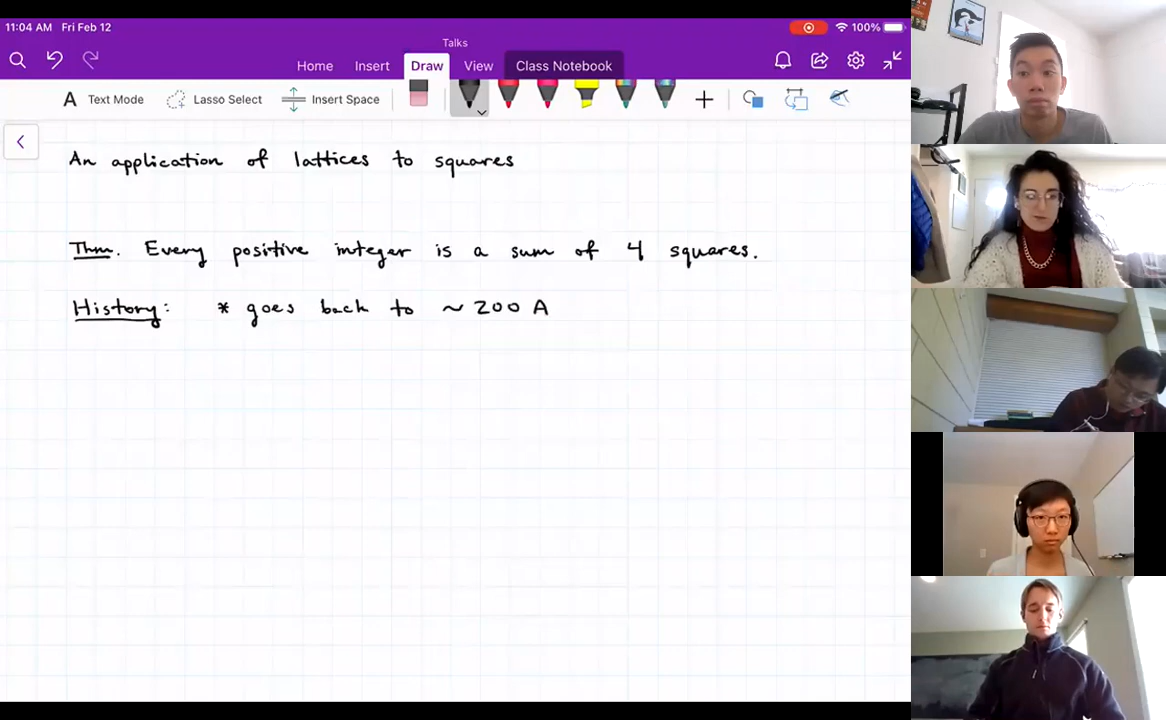 11:04 AM Fri Feb 12
100%
Talks
Home Insert Draw View Class Notebook
Text Mode Lasso Select Insert Space
An application of lattices to squares
Thm. Every positive integer is a sum of 4 squares.
History: * goes back to ~ 200 A